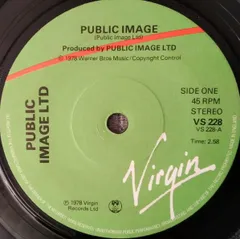 PUBLIC IMAGE
(Public Image Ltd)
Produced by PUBLIC IMAGE LTD
℗ 1978 Warner Bros Music/Copyright Control
SIDE ONE
45 RPM
STEREO
VS 228
VS 228-A
Time: 2.58
PUBLIC
IMAGE LTD
Virgin
℗ 1978 Virgin
Records Ltd